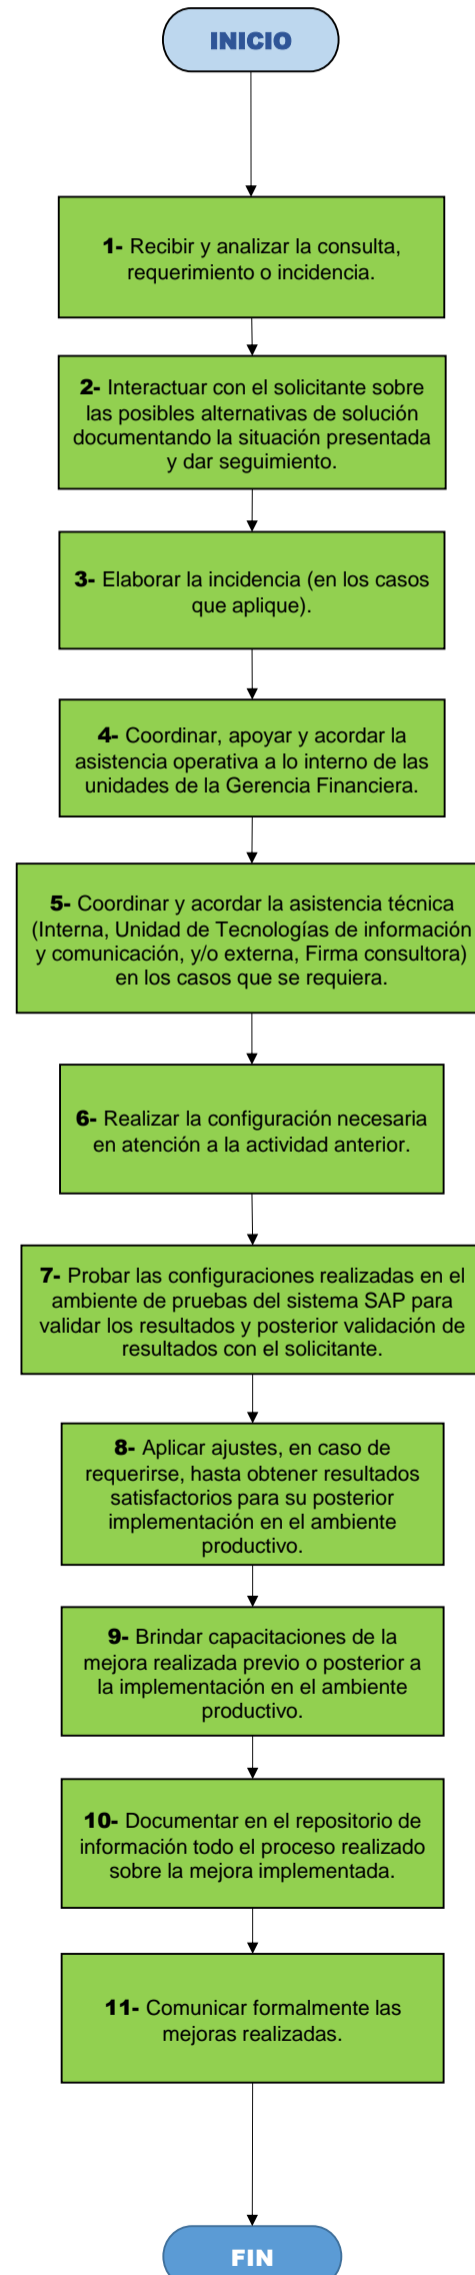 INICIO
1- Recibir y analizar la consulta,
requerimiento o incidencia.
2- Interactuar con el solicitante sobre
las posibles alternativas de solución
documentando la situación presentada
y dar seguimiento.
3- Elaborar la incidencia (en los casos
que aplique).
4- Coordinar, apoyar y acordar la
asistencia operativa a lo interno de las
unidades de la Gerencia Financiera.
5- Coordinar y acordar la asistencia técnica
(Interna, Unidad de Tecnologías de información
y comunicación, y/o externa, Firma consultora)
en los casos que se requiera.
6- Realizar la configuración necesaria
en atención a la actividad anterior.
7- Probar las configuraciones realizadas en el
ambiente de pruebas del sistema SAP para
validar los resultados y posterior validación de
resultados con el solicitante.
8- Aplicar ajustes, en caso de
requerirse, hasta obtener resultados
satisfactorios para su posterior
implementación en el ambiente
productivo.
9- Brindar capacitaciones de la
mejora realizada previo o posterior a
la implementación en el ambiente
productivo.
10- Documentar en el repositorio de
información todo el proceso realizado
sobre la mejora implementada.
11- Comunicar formalmente las
mejoras realizadas.
FIN